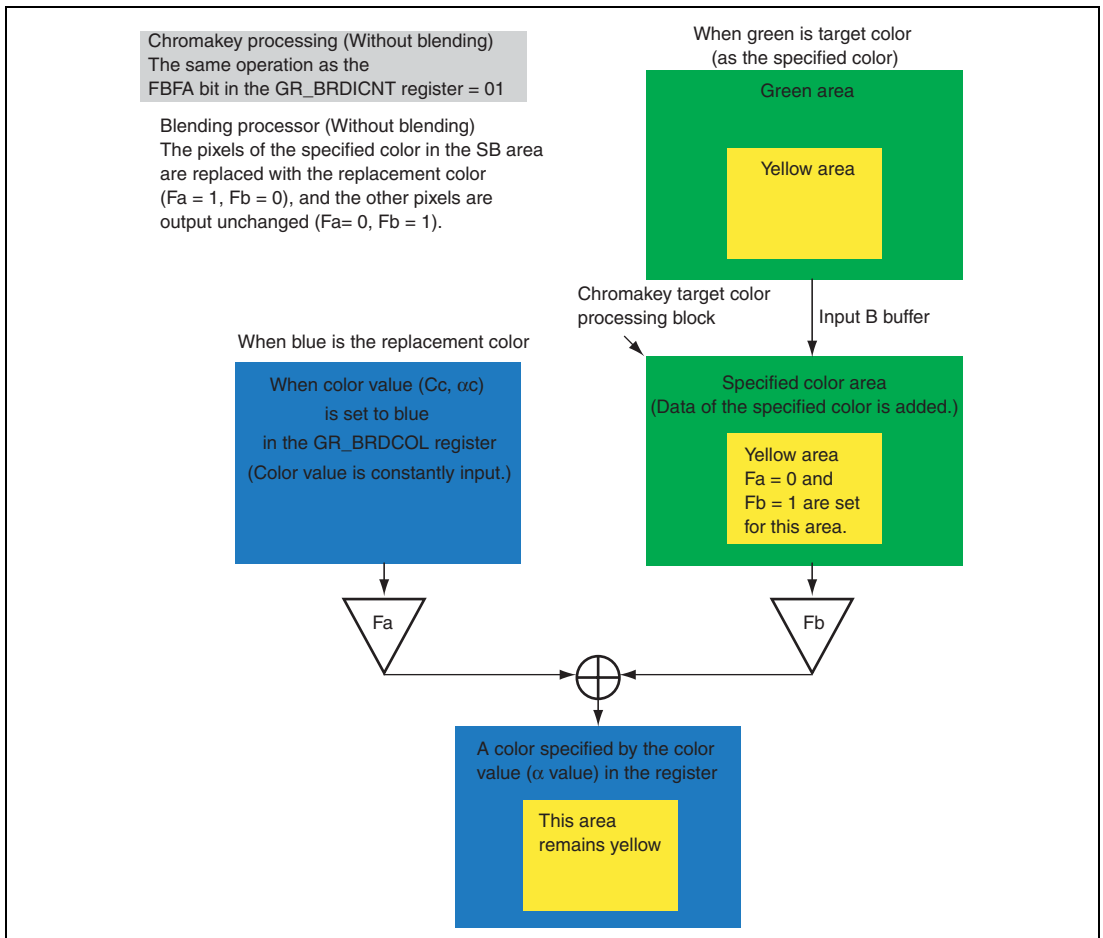 Chromakey processing (Without blending)
The same operation as the
FBFA bit in the GR_BRDICNT register = 01
Blending processor (Without blending)
The pixels of the specified color in the SB area
are replaced with the replacement color
(Fa = 1, Fb = 0), and the other pixels are
output unchanged (Fa= 0, Fb = 1).
When green is target color
(as the specified color)
Green area
Yellow area
Chromakey target color
processing block
Input B buffer
When blue is the replacement color
When color value (Cc, αc)
is set to blue
in the GR_BRDCOL register
(Color value is constantly input.)
Specified color area
(Data of the specified color is added.)
Yellow area
Fa = 0 and
Fb = 1 are set
for this area.
Fa
Fb
A color specified by the color
value (α value) in the register
This area
remains yellow